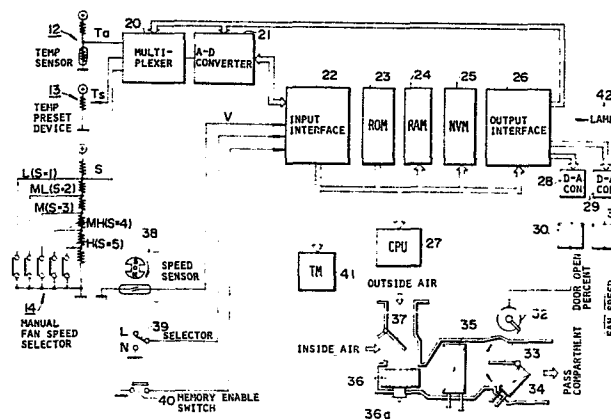 12
TEMP SENSOR
Ta
20
MULTI-PLEXER
21
A-D CONVERTER
13
TEMP PRESET DEVICE
Ts
V
22
INPUT INTERFACE
23
ROM
24
RAM
25
NVM
26
OUTPUT INTERFACE
42
LAMP
L(S=1)
S
ML(S=2)
M(S=3)
MH(S=4)
H(S=5)
14
MANUAL FAN SPEED SELECTOR
38
SPEED SENSOR
L
N
39
SELECTOR
40
MEMORY ENABLE SWITCH
TM
41
CPU
27
28
D-A CON
29
30
DOOR OPEN PERCENT
FAN SPEED
OUTSIDE AIR
37
INSIDE AIR
35
32
33
34
36
36a
PASS COMPARTMENT